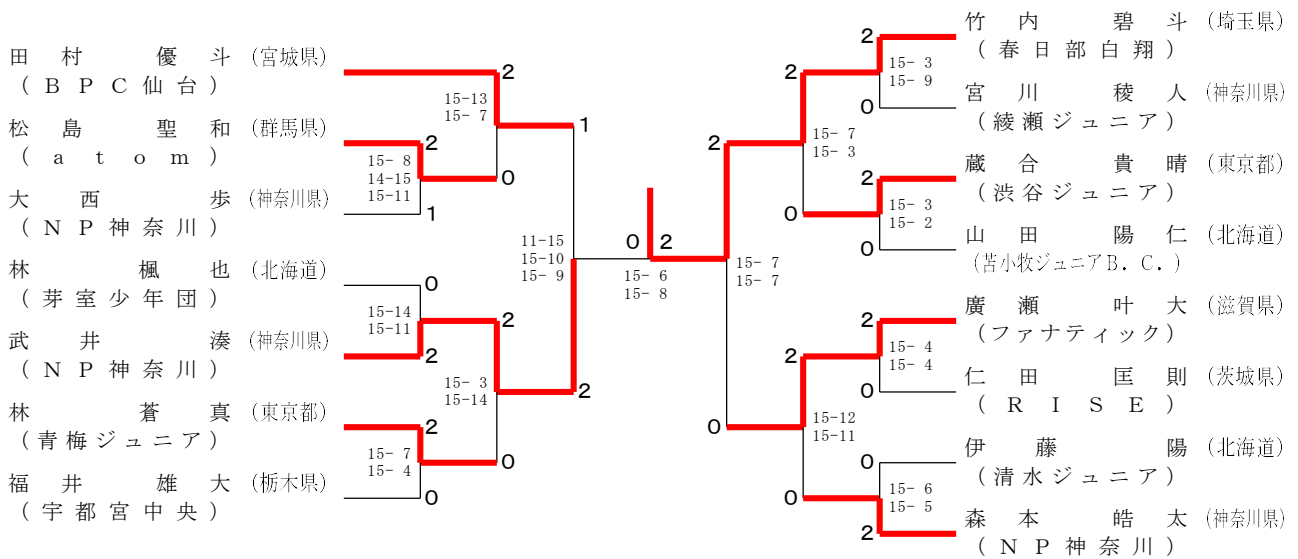 田村 優斗 (宮城県)
(BPC仙台)
松島 聖和 (群馬県)
(atom)
大西 歩 (神奈川県)
(NP神奈川)
林 楓也 (北海道)
(芽室少年団)
武井 湊 (神奈川県)
(NP神奈川)
林 蒼真 (東京都)
(青梅ジュニア)
福井 雄大 (栃木県)
(宇都宮中央)
2
1
0
2
2
0
2
15- 8
14-15
15-11
15-14
15-11
15- 7
15- 4
2
0
2
0
15-13
15- 7
15- 3
15-14
1
2
11-15
15-10
15- 9
0 2
15- 6
15- 8
2
0
15- 7
15- 7
2
0
2
0
15- 7
15- 3
15-12
15-11
2
0
2
0
2
0
0
2
15- 3
15- 9
15- 3
15- 2
15- 4
15- 4
15- 6
15- 5
竹内 碧斗 (埼玉県)
(春日部白翔)
宮川 稜人 (神奈川県)
(綾瀬ジュニア)
蔵合 貴晴 (東京都)
(渋谷ジュニア)
山田 陽仁 (北海道)
(苫小牧ジュニアB.C.)
廣瀬 叶大 (滋賀県)
(ファナティック)
仁田 匡則 (茨城県)
(RISE)
伊藤 陽 (北海道)
(清水ジュニア)
森本 皓太 (神奈川県)
(NP神奈川)